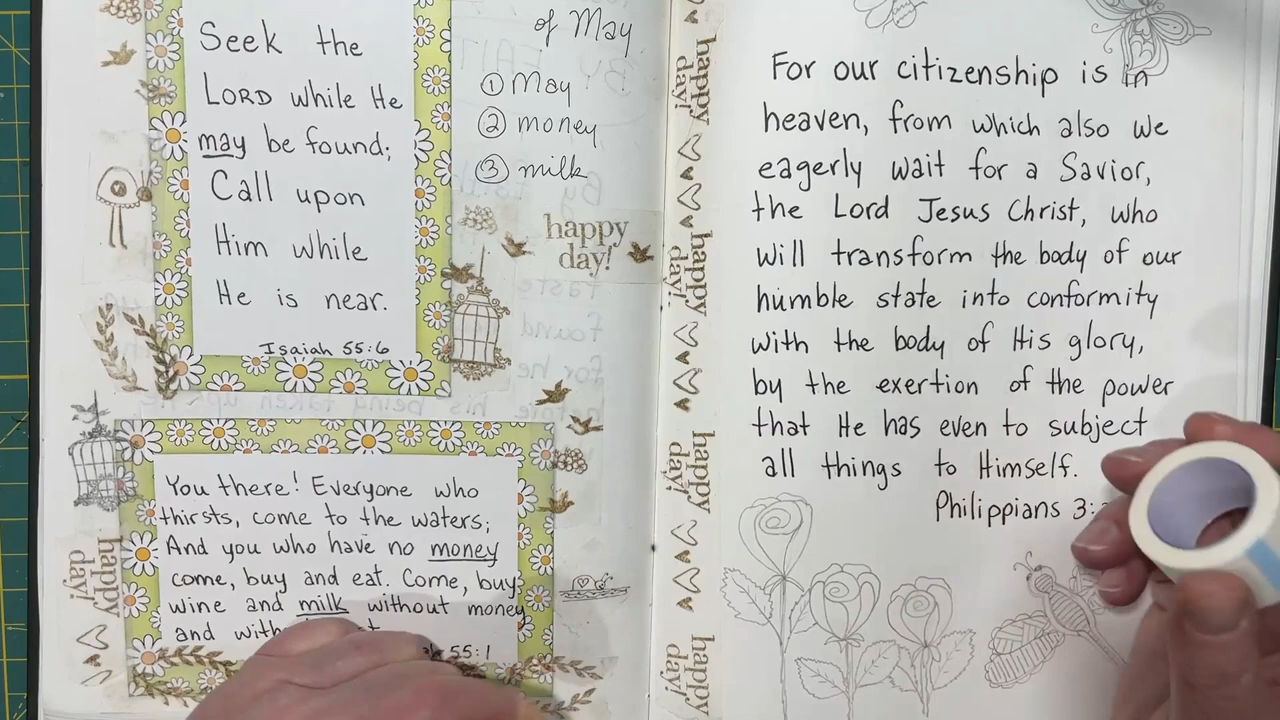 Seek the
LORD while He
may be found;
Call upon
Him while
He is near.
Isaiah 55:6
of May
① May
② money
③ milk
happy
day!
You there! Everyone who
thirsts, come to the waters;
And you who have no money
come, buy and eat. Come, buy
wine and milk without money
and
55:1
happy
day!
happy
day!
happy
day!
happy
day!
happy
day!
For our citizenship is in
heaven, from which also we
eagerly wait for a Savior,
the Lord Jesus Christ, who
will transform the body of our
humble state into conformity
with the body of His glory,
by the exertion of the power
that He has even to subject
all things to Himself.
Philippians 3: